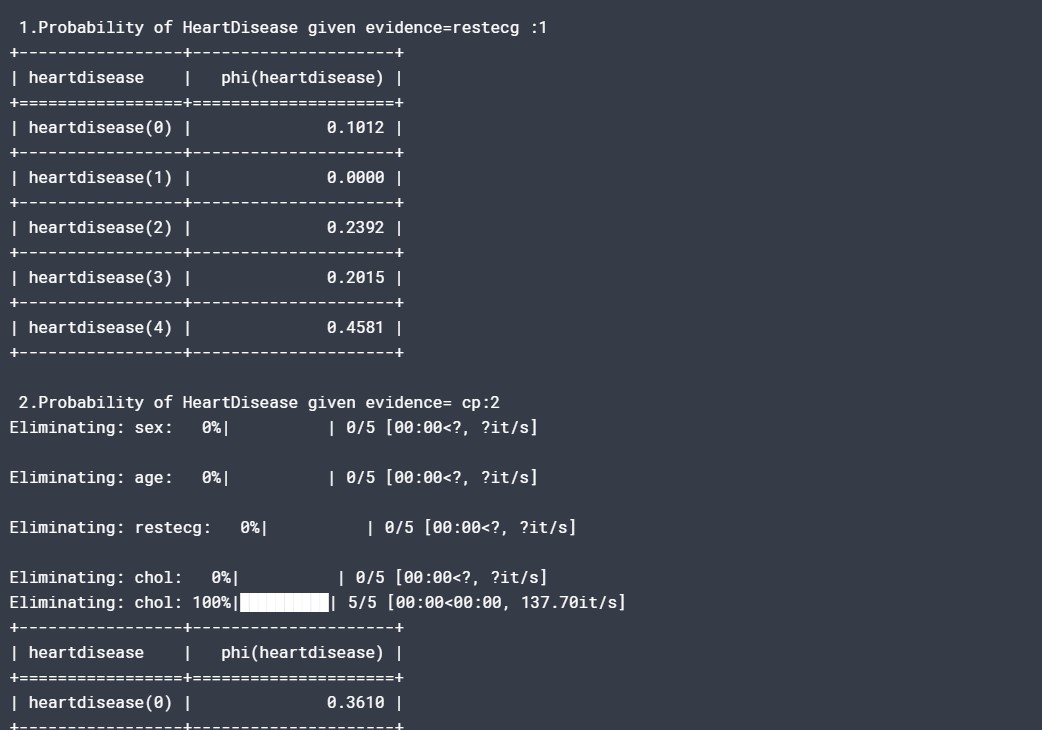 1.Probability of HeartDisease given evidence=restecg :1
+-----------------+---------------------+
| heartdisease    |   phi(heartdisease) |
+=================+=====================+
| heartdisease(0) |              0.1012 |
+-----------------+---------------------+
| heartdisease(1) |              0.0000 |
+-----------------+---------------------+
| heartdisease(2) |              0.2392 |
+-----------------+---------------------+
| heartdisease(3) |              0.2015 |
+-----------------+---------------------+
| heartdisease(4) |              0.4581 |
+-----------------+---------------------+
2.Probability of HeartDisease given evidence= cp:2
Eliminating: sex:   0%|          | 0/5 [00:00<?, ?it/s]
Eliminating: age:   0%|          | 0/5 [00:00<?, ?it/s]
Eliminating: restecg:   0%|          | 0/5 [00:00<?, ?it/s]
Eliminating: chol:   0%|          | 0/5 [00:00<?, ?it/s]
Eliminating: chol: 100%|██████████| 5/5 [00:00<00:00, 137.70it/s]
+-----------------+---------------------+
| heartdisease    |   phi(heartdisease) |
+=================+=====================+
| heartdisease(0) |              0.3610 |
+-----------------+---------------------+